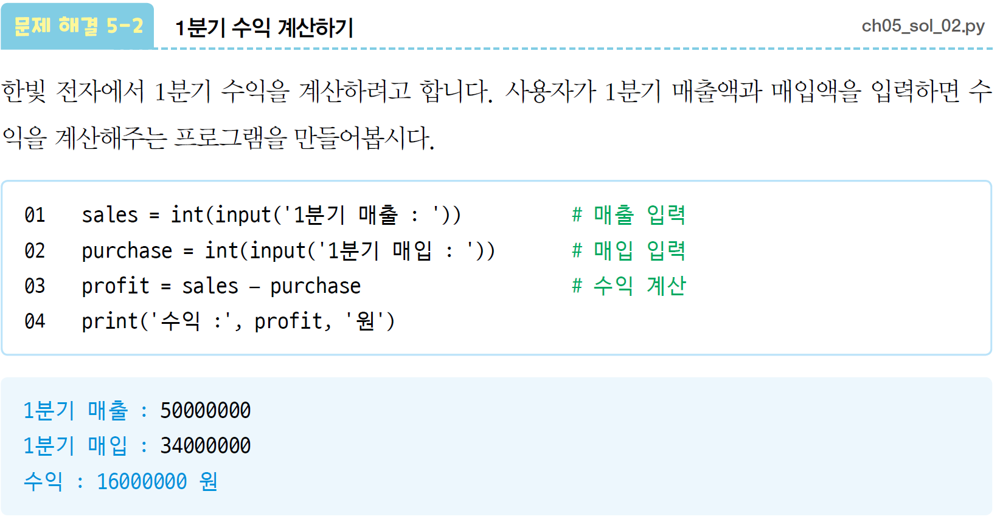 문제 해결 5-2 1분기 수익 계산하기 ch05_sol_02.py
한빛 전자에서 1분기 수익을 계산하려고 합니다. 사용자가 1분기 매출액과 매입액을 입력하면 수
익을 계산해주는 프로그램을 만들어봅시다.
01 sales = int(input('1분기 매출 : ')) # 매출 입력
02 purchase = int(input('1분기 매입 : ')) # 매입 입력
03 profit = sales – purchase # 수익 계산
04 print('수익 :', profit, '원')
1분기 매출 : 50000000
1분기 매입 : 34000000
수익 : 16000000 원